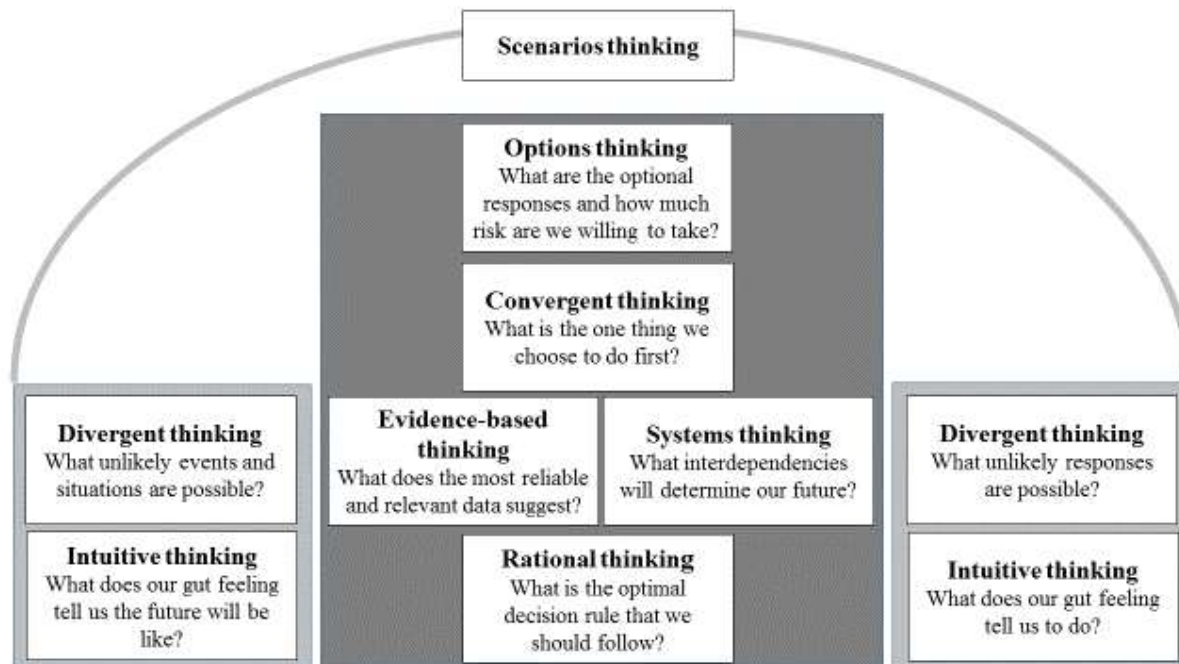 Scenarios thinking
Options thinking
What are the optional
responses and how much
risk are we willing to take?
Convergent thinking
What is the one thing we
choose to do first?
Divergent thinking
What unlikely events and
situations are possible?
Evidence-based
thinking
What does the most reliable
and relevant data suggest?
Systems thinking
What interdependencies
will determine our future?
Divergent thinking
What unlikely responses
are possible?
Intuitive thinking
What does our gut feeling
tell us the future will be
like?
Rational thinking
What is the optimal
decision rule that we
should follow?
Intuitive thinking
What does our gut feeling
tell us to do?